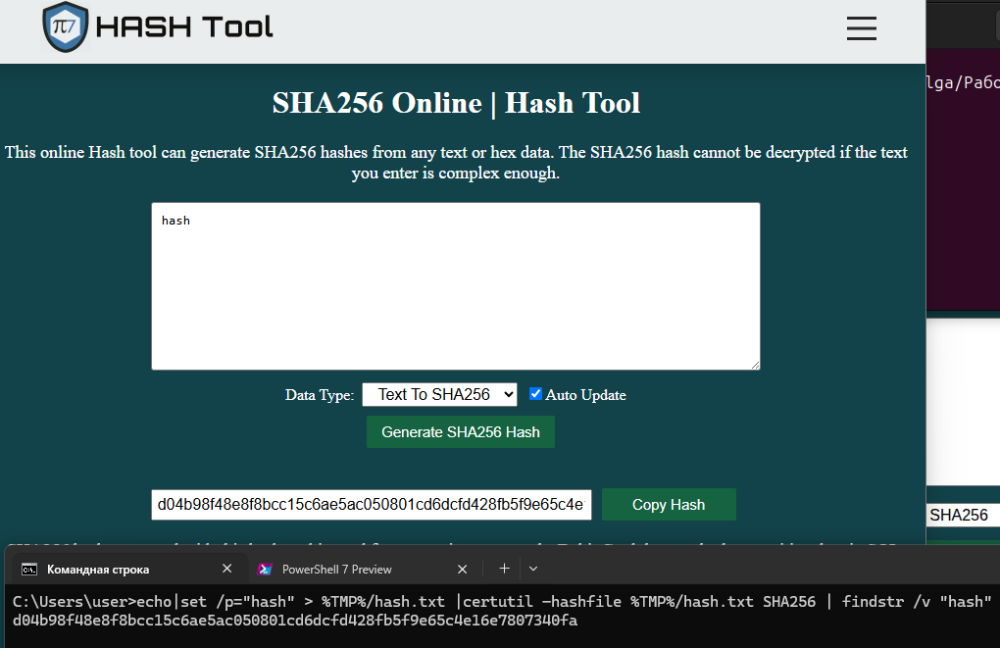 HASH Tool
SHA256 Online | Hash Tool
This online Hash tool can generate SHA256 hashes from any text or hex data. The SHA256 hash cannot be decrypted if the text
you enter is complex enough.
hash
Data Type: Text To SHA256 Auto Update
Generate SHA256 Hash
d04b98f48e8f8bcc15c6ae5ac050801cd6dcfd428fb5f9e65c4e Copy Hash
lga/Рабо
SHA256
Командная строка
PowerShell 7 Preview
C:\Users\user>echo|set /p="hash" > %TMP%/hash.txt |certutil -hashfile %TMP%/hash.txt SHA256 | findstr /v "hash"
d04b98f48e8f8bcc15c6ae5ac050801cd6dcfd428fb5f9e65c4e16e7807340fa